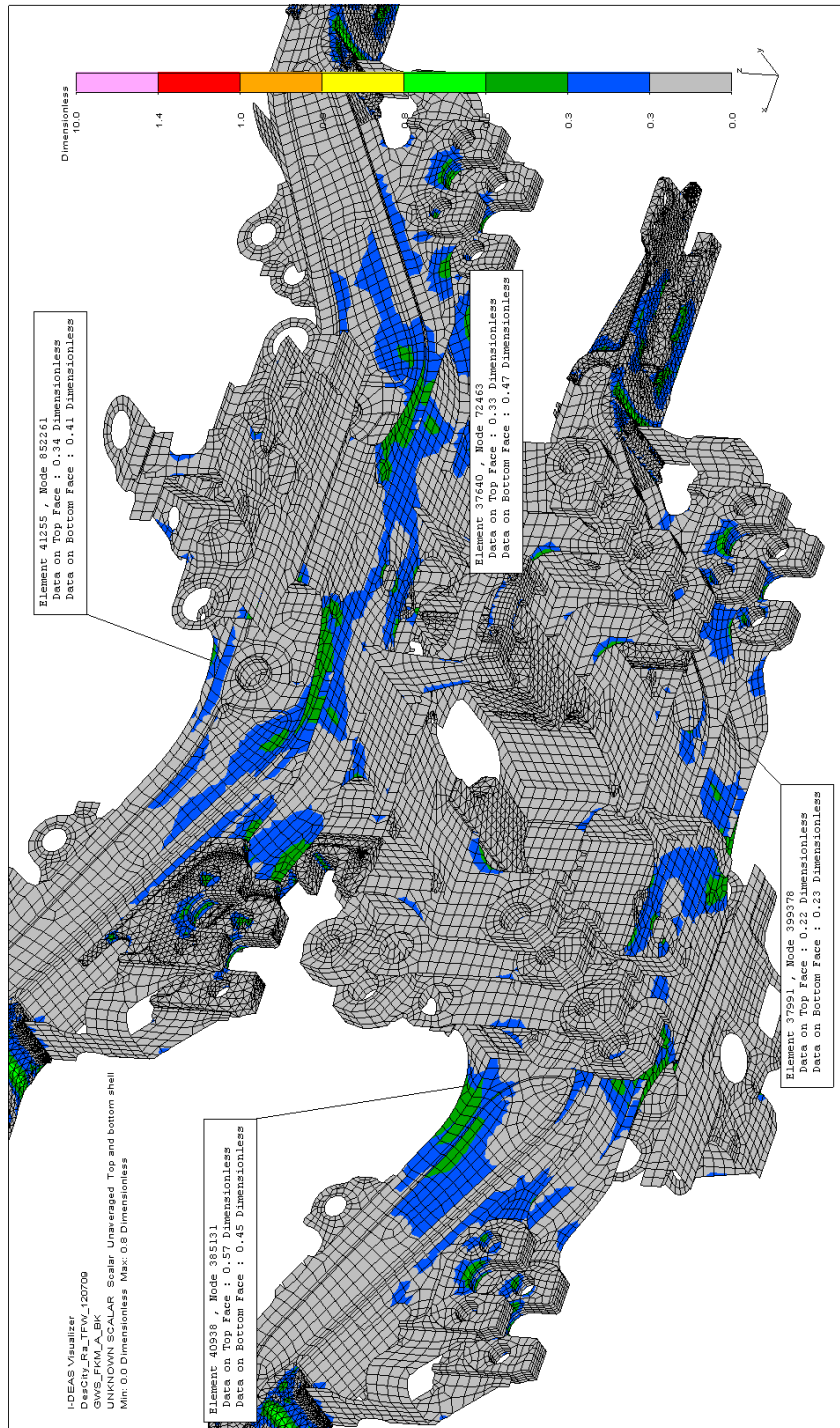 I-DEAS Visualizer
DesCity_Ra_TFW_120709
GWS_FKM_A_BK
UNKNOWN SCALAR Scalar Unaveraged Top and bottom shell
Min: 0.0 Dimensionless Max: 0.8 Dimensionless
Element 41255 , Node 852261
Data on Top Face : 0.34 Dimensionless
Data on Bottom Face : 0.41 Dimensionless
Dimensionless
10.0
1.4
1.0
0.8
0.3
0.3
0.0
z
y
x
Element 40938 , Node 385131
Data on Top Face : 0.57 Dimensionless
Data on Bottom Face : 0.45 Dimensionless
Element 37640 , Node 72463
Data on Top Face : 0.33 Dimensionless
Data on Bottom Face : 0.47 Dimensionless
Element 37991 , Node 399378
Data on Top Face : 0.22 Dimensionless
Data on Bottom Face : 0.23 Dimensionless